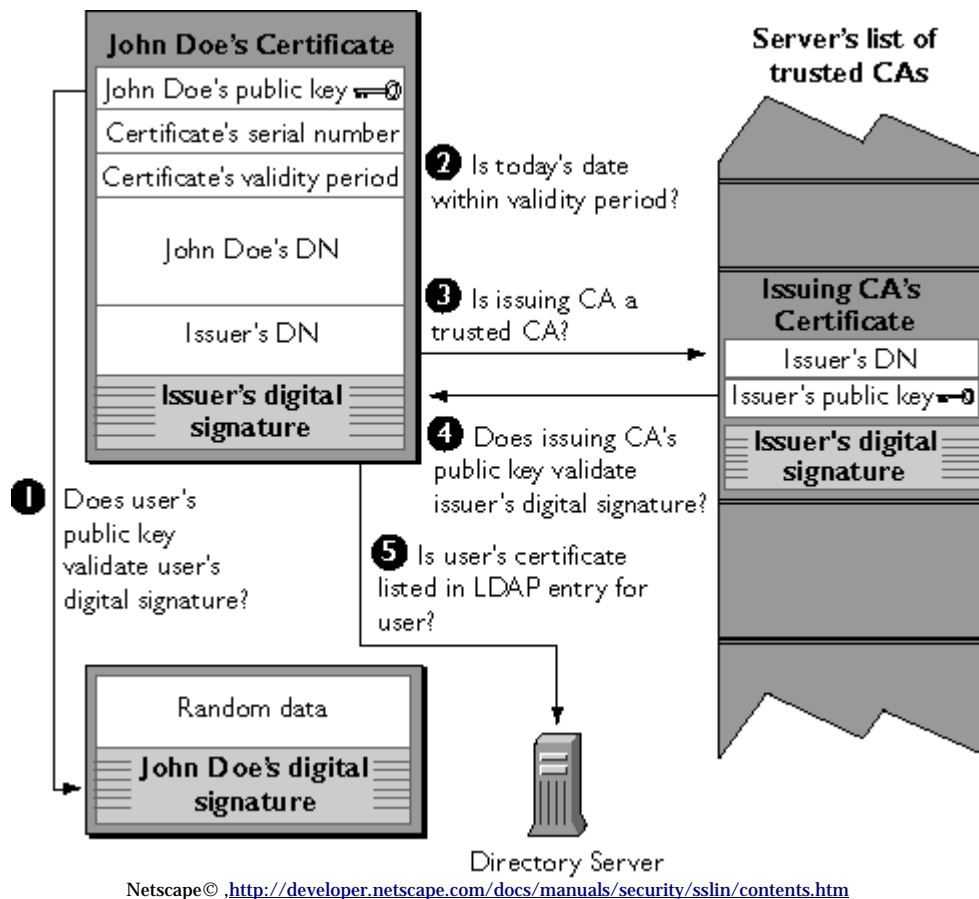 John Doe's Certificate
John Doe's public key
Certificate's serial number
Certificate's validity period
John Doe's DN
Issuer's DN
Issuer's digital
signature
Server's list of
trusted CAs
2 Is today's date
within validity period?
3 Is issuing CA a
trusted CA?
Issuing CA's
Certificate
Issuer's DN
Issuer's public key
Issuer's digital
signature
4 Does issuing CA's
public key validate
issuer's digital signature?
1 Does user's
public key
validate user's
digital signature?
5 Is user's certificate
listed in LDAP entry for
user?
Random data
John Doe's digital
signature
Directory Server
Netscape© ,http://developer.netscape.com/docs/manuals/security/sslin/contents.htm